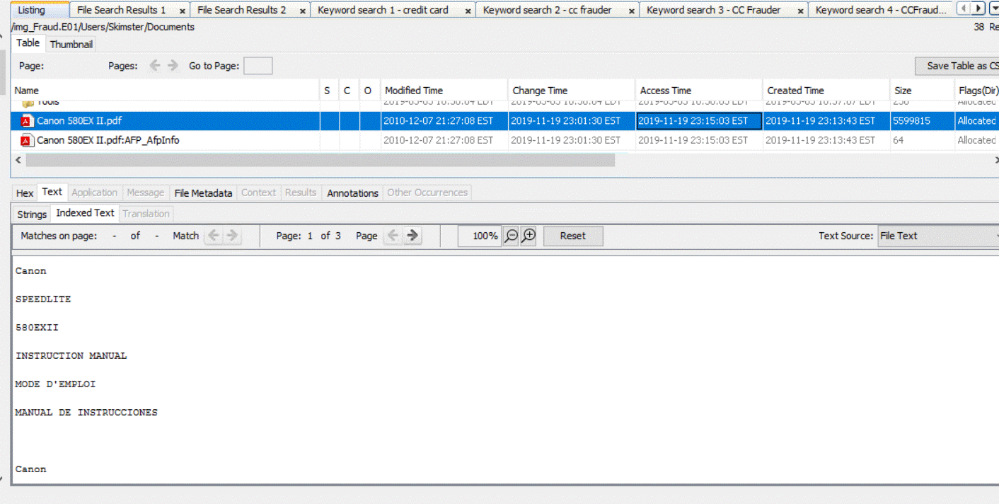 Listing File Search Results 1 x File Search Results 2 x Keyword search 1 - credit card x Keyword search 2 - cc frauder x Keyword search 3 - CC Frauder x Keyword search 4 - CCFraud...
/img_Fraud.E01/Users/Skimster/Documents 38 Re
Table Thumbnail
Page: Pages: Go to Page: Save Table as CS
Name S C O Modified Time Change Time Access Time Created Time Size Flags(Dir)
Tools
Canon 580EX II.pdf 2010-12-07 21:27:08 EST 2019-11-19 23:01:30 EST 2019-11-19 23:15:03 EST 2019-11-19 23:13:43 EST 5599815 Allocated
Canon 580EX II.pdf:AFP_AfpInfo 2010-12-07 21:27:08 EST 2019-11-19 23:01:30 EST 2019-11-19 23:15:03 EST 2019-11-19 23:13:43 EST 64 Allocated
Hex Text Application Message File Metadata Context Results Annotations Other Occurrences
Strings Indexed Text Translation
Matches on page: - of - Match Page: 1 of 3 Page 100% Reset Text Source: File Text
Canon
SPEEDLITE
580EXII
INSTRUCTION MANUAL
MODE D'EMPLOI
MANUAL DE INSTRUCCIONES
Canon